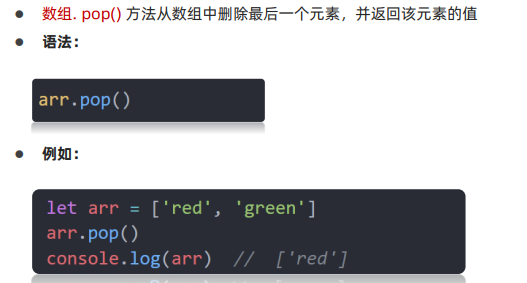 数组. pop() 方法从数组中删除最后一个元素，并返回该元素的值
语法：
arr.pop()
例如：
let arr = ['red', 'green']
arr.pop()
console.log(arr)  //  ['red']